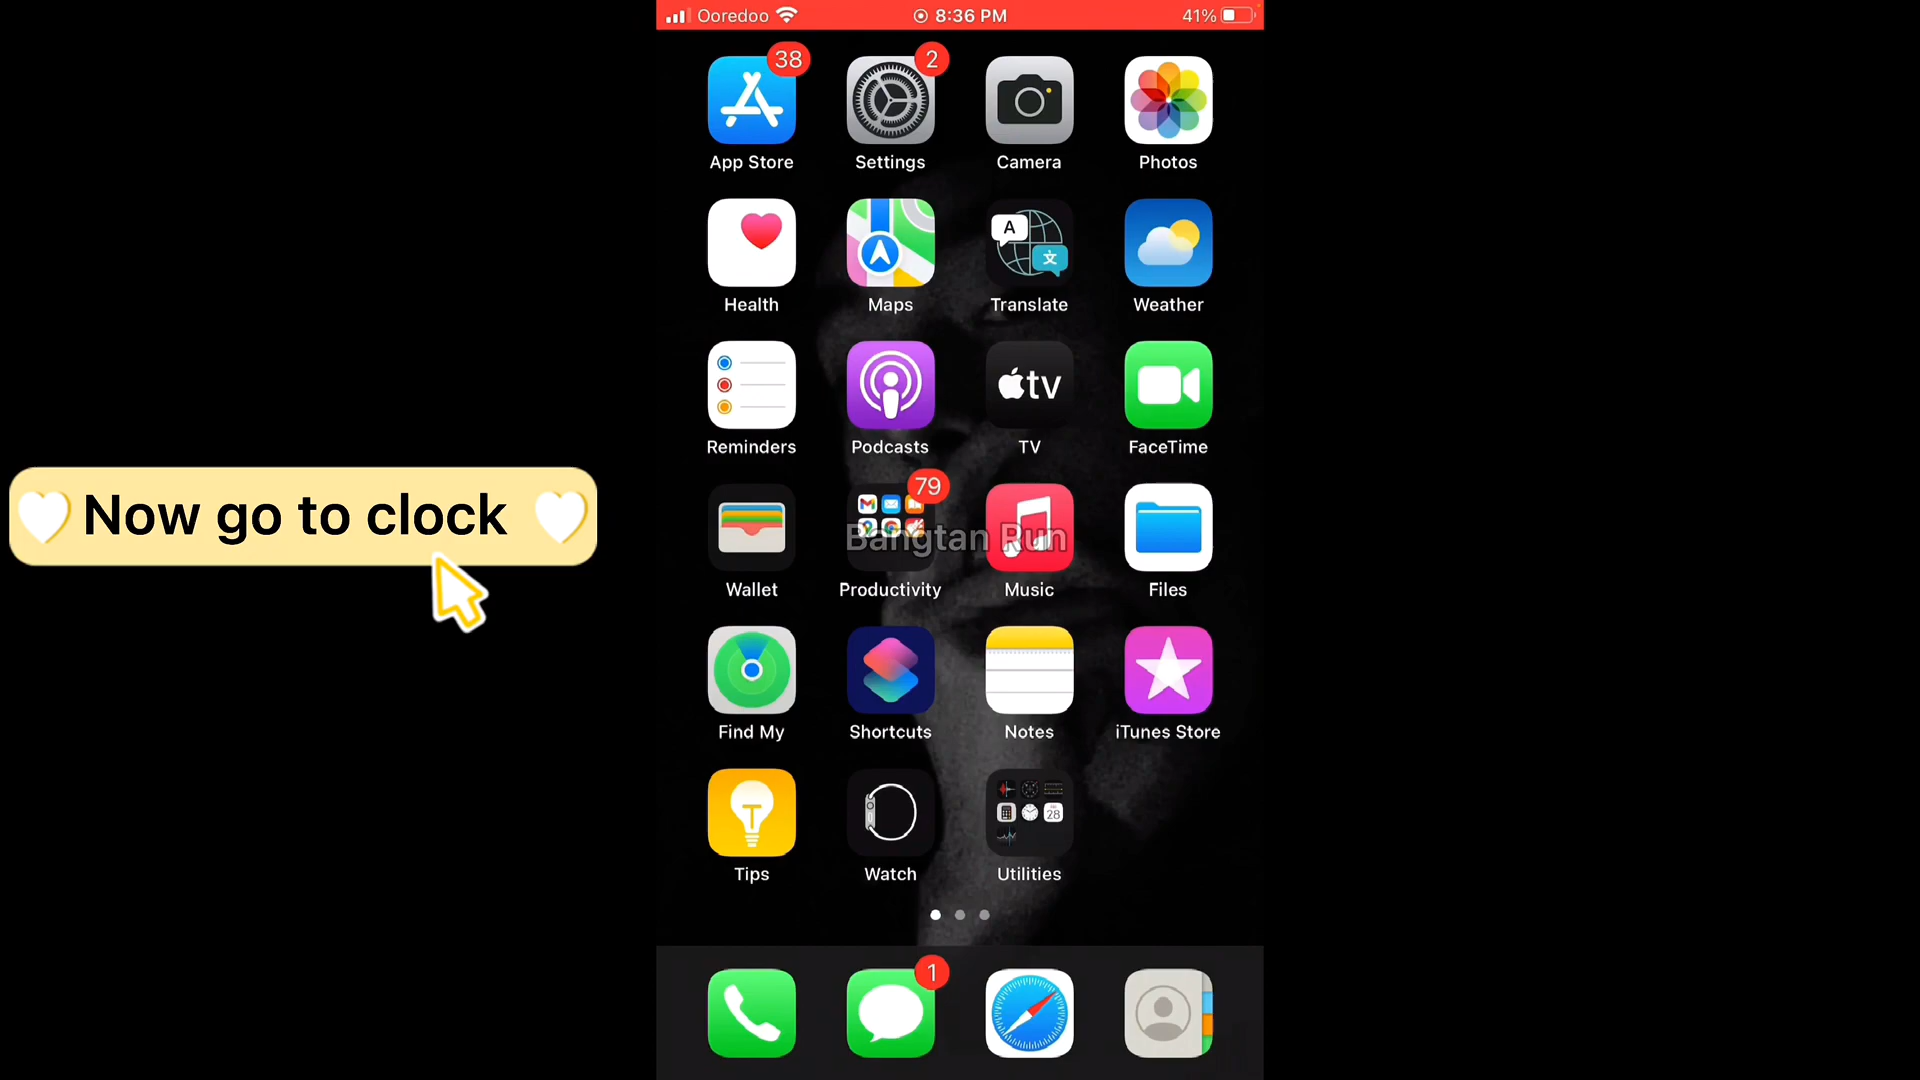 Ooredoo 8:36 PM 41%
38 2
App Store Settings Camera Photos
A 文
Health Maps Translate Weather
tv
Reminders Podcasts TV FaceTime
79
Bangtan Run
Now go to clock
Wallet Productivity Music Files
Find My Shortcuts Notes iTunes Store
28
Tips Watch Utilities
1